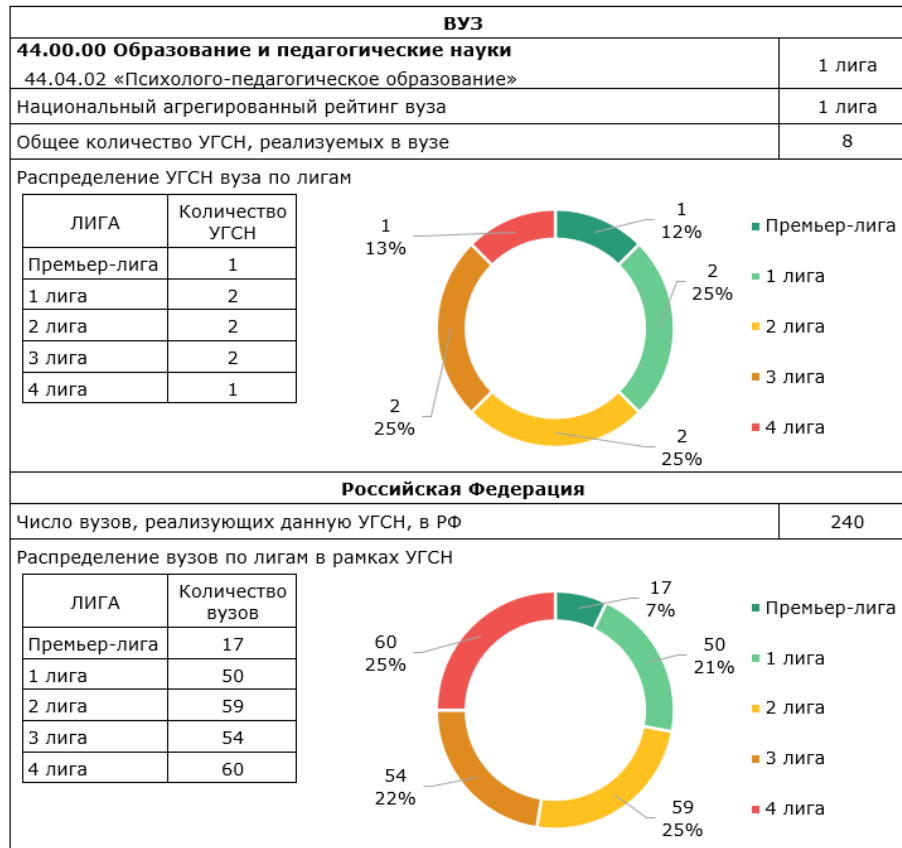 ВУЗ
44.00.00 Образование и педагогические науки
44.04.02 «Психолого-педагогическое образование»
1 лига
Национальный агрегированный рейтинг вуза
1 лига
Общее количество УГСН, реализуемых в вузе
8
Распределение УГСН вуза по лигам
ЛИГА
Количество
УГСН
Премьер-лига
1
1 лига
2
2 лига
2
3 лига
2
4 лига
1
1
13%
1
12%
2
25%
2
25%
2
25%
Премьер-лига
1 лига
2 лига
3 лига
4 лига
Российская Федерация
Число вузов, реализующих данную УГСН, в РФ
240
Распределение вузов по лигам в рамках УГСН
ЛИГА
Количество
вузов
Премьер-лига
17
1 лига
50
2 лига
59
3 лига
54
4 лига
60
17
7%
60
25%
50
21%
54
22%
59
25%
Премьер-лига
1 лига
2 лига
3 лига
4 лига